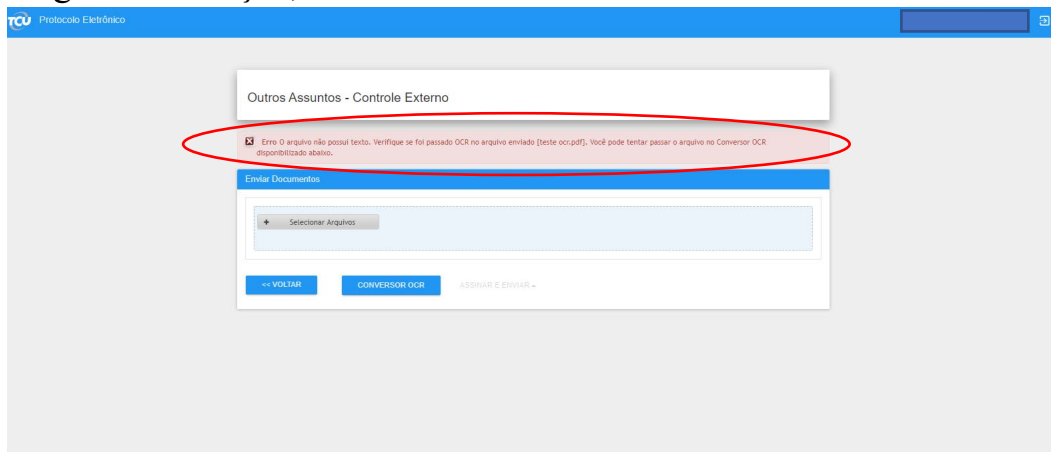 TCU Protocolo Eletrônico
Outros Assuntos - Controle Externo
Erro O arquivo não possui texto. Verifique se foi passado OCR no arquivo enviado [teste ocr.pdf]. Você pode tentar passar o arquivo no Conversor OCR
disponibilizado abaixo.
Enviar Documentos
+ Selecionar Arquivos
<< VOLTAR CONVERSOR OCR ASSINAR E ENVIAR